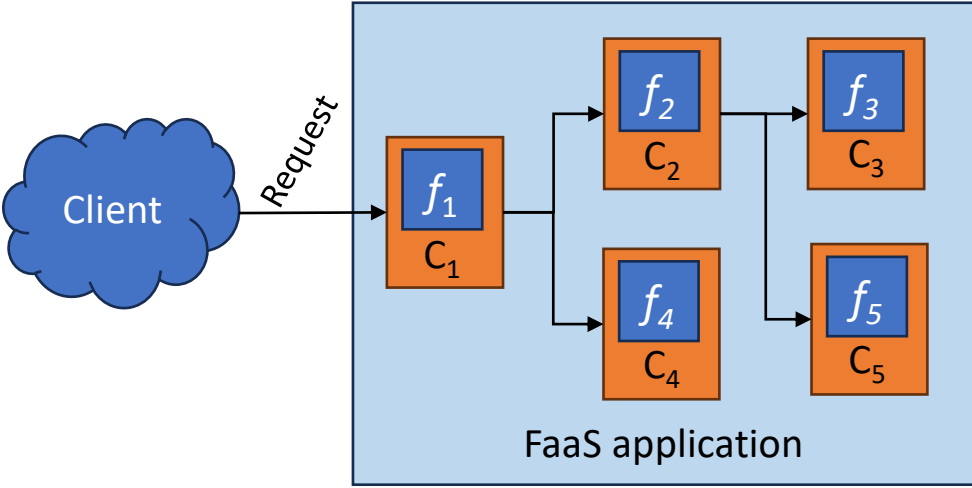 Client
Request
f₁
C₁
f₂
C₂
f₃
C₃
f₄
C₄
f₅
C₅
FaaS application